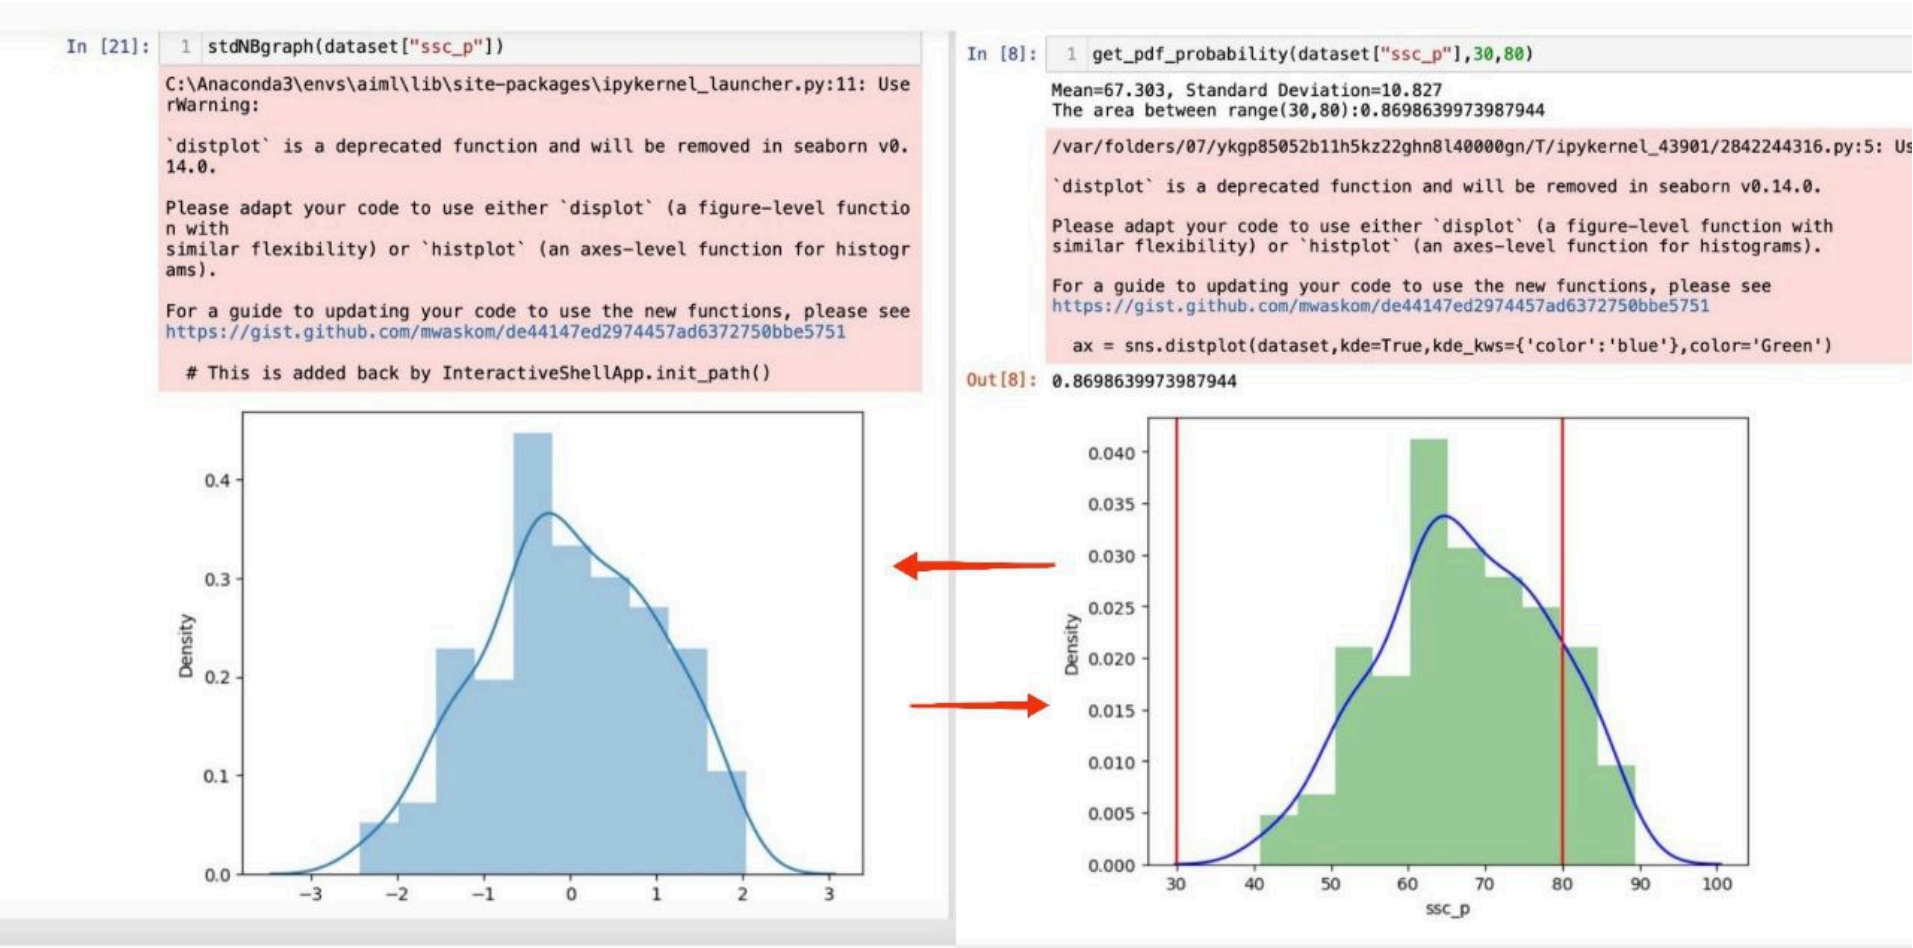 In [21]: 1 stdNBgraph(dataset["ssc_p"])
C:\Anaconda3\envs\aiml\lib\site-packages\ipykernel_launcher.py:11: Use
rWarning:
`distplot` is a deprecated function and will be removed in seaborn v0.
14.0.
Please adapt your code to use either `displot` (a figure-level functio
n with
similar flexibility) or `histplot` (an axes-level function for histogr
ams).
For a guide to updating your code to use the new functions, please see
https://gist.github.com/mwaskom/de44147ed2974457ad6372750bbe5751
# This is added back by InteractiveShellApp.init_path()
0.4
0.3
0.2
0.1
0.0
Density
−3 −2 −1 0 1 2 3
In [8]: 1 get_pdf_probability(dataset["ssc_p"],30,80)
Mean=67.303, Standard Deviation=10.827
The area between range(30,80):0.8698639973987944
/var/folders/07/ykgp85052b11h5kz22ghn8l40000gn/T/ipykernel_43901/2842244316.py:5: Us
`distplot` is a deprecated function and will be removed in seaborn v0.14.0.
Please adapt your code to use either `displot` (a figure-level function with
similar flexibility) or `histplot` (an axes-level function for histograms).
For a guide to updating your code to use the new functions, please see
https://gist.github.com/mwaskom/de44147ed2974457ad6372750bbe5751
ax = sns.distplot(dataset,kde=True,kde_kws={'color':'blue'},color='Green')
Out[8]: 0.8698639973987944
0.040
0.035
0.030
0.025
0.020
0.015
0.010
0.005
0.000
Density
30 40 50 60 70 80 90 100
ssc_p